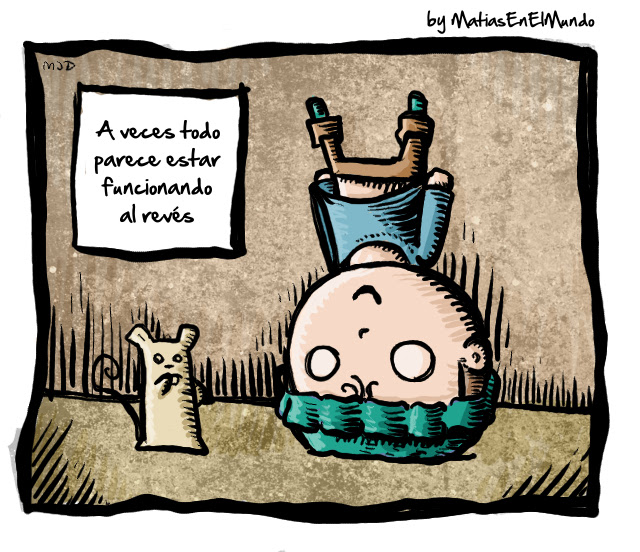 by MatiasEnElMundo
MJD
A veces todo
parece estar
funcionando
al revés